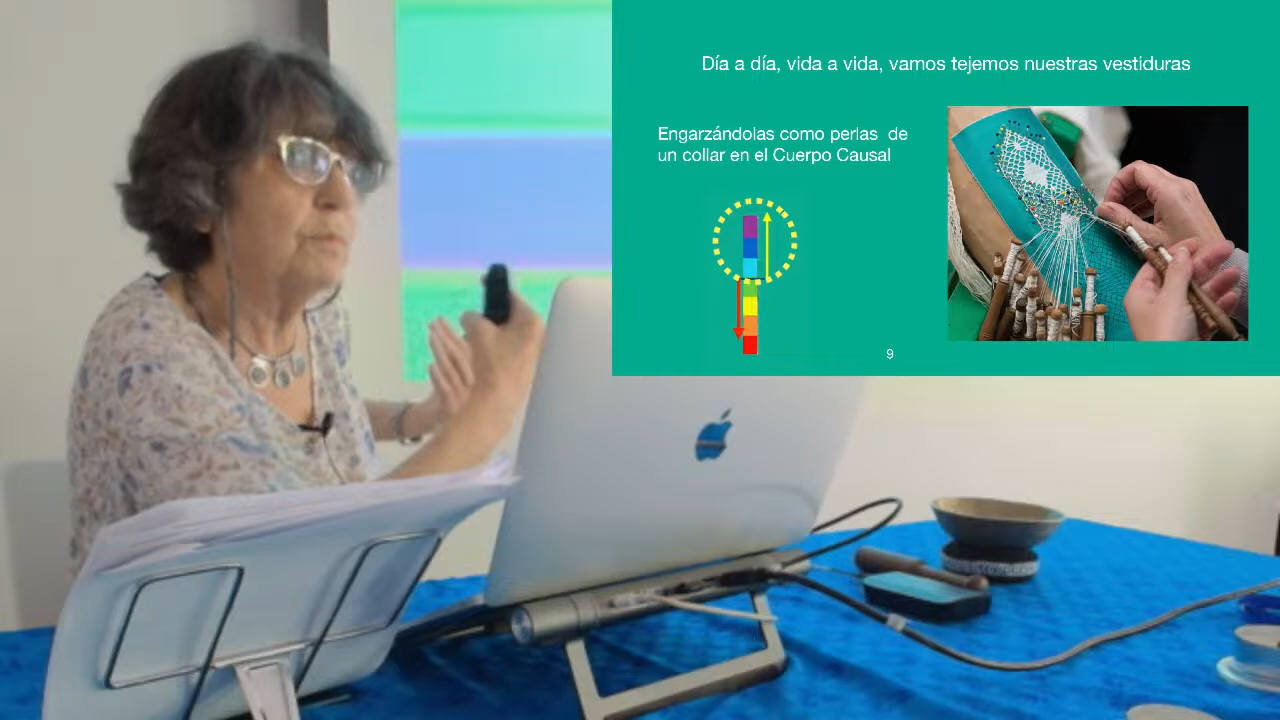 Día a día, vida a vida, vamos tejemos nuestras vestiduras
Engarzándolas como perlas de
un collar en el Cuerpo Causal
9